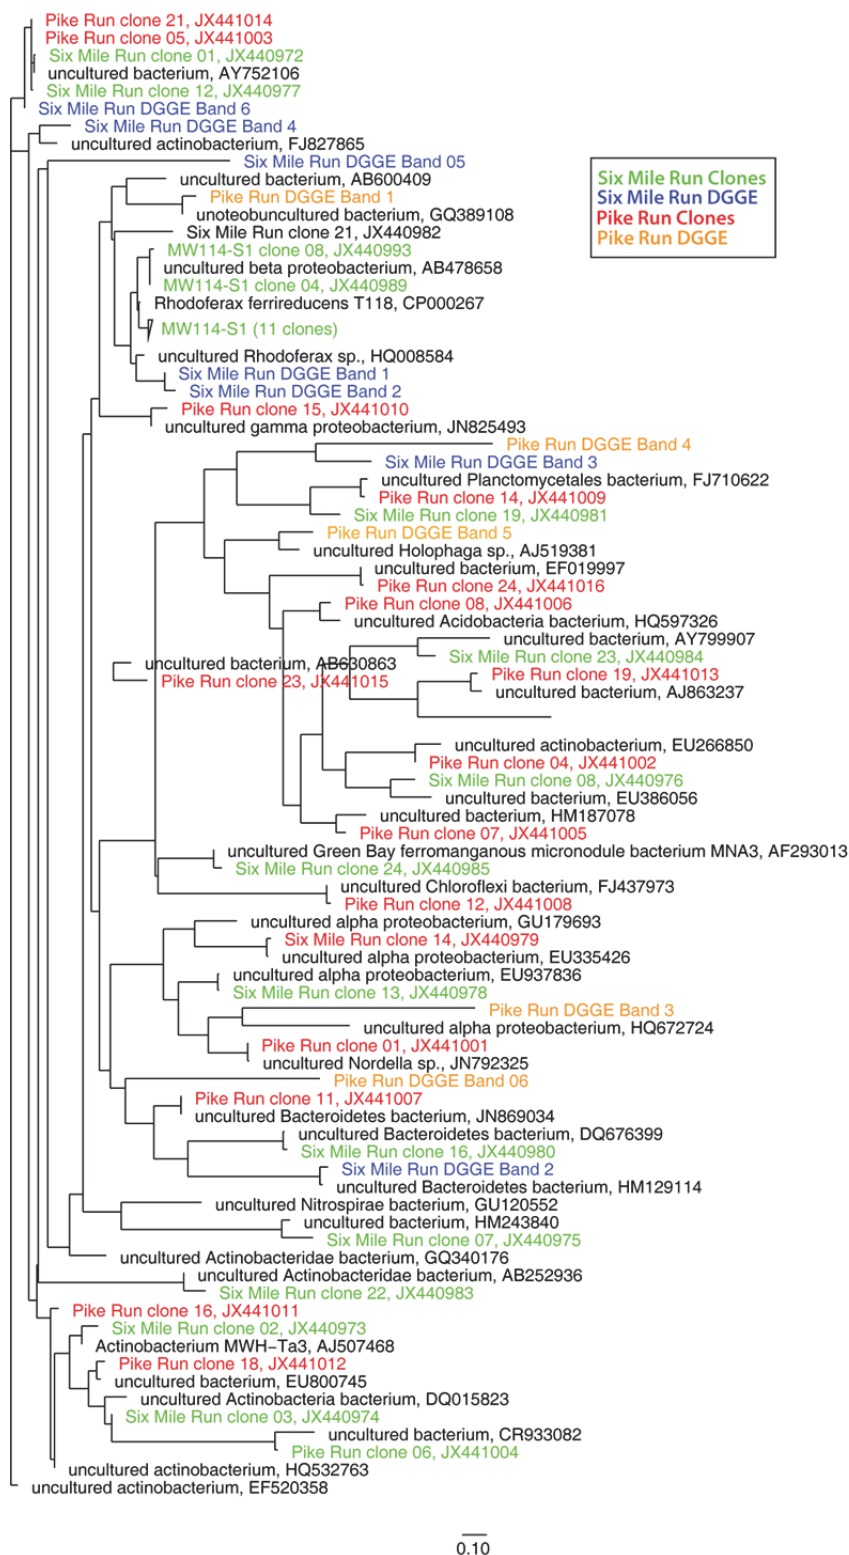 Pike Run clone 21, JX441014
Pike Run clone 05, JX441003
Six Mile Run clone 01, JX440972
uncultured bacterium, AY752106
Six Mile Run clone 12, JX440977
Six Mile Run DGGE Band 6
Six Mile Run DGGE Band 4
uncultured actinobacterium, FJ827865
Six Mile Run DGGE Band 05
uncultured bacterium, AB600409
Pike Run DGGE Band 1
unoteobuncultured bacterium, GQ389108
Six Mile Run clone 21, JX440982
MW114-S1 clone 08, JX440993
uncultured beta proteobacterium, AB478658
MW114-S1 clone 04, JX440989
Rhodoferax ferrireducens T118, CP000267
MW114-S1 (11 clones)
uncultured Rhodoferax sp., HQ008584
Six Mile Run DGGE Band 1
Six Mile Run DGGE Band 2
Pike Run clone 15, JX441010
uncultured gamma proteobacterium, JN825493
Six Mile Run Clones
Six Mile Run DGGE
Pike Run Clones
Pike Run DGGE
Pike Run DGGE Band 4
Six Mile Run DGGE Band 3
uncultured Planctomycetales bacterium, FJ710622
Pike Run clone 14, JX441009
Six Mile Run clone 19, JX440981
Pike Run DGGE Band 5
uncultured Holophaga sp., AJ519381
uncultured bacterium, EF019997
Pike Run clone 24, JX441016
Pike Run clone 08, JX441006
uncultured Acidobacteria bacterium, HQ597326
uncultured bacterium, AY799907
Six Mile Run clone 23, JX440984
uncultured bacterium, AB630863
Pike Run clone 23, JX441015
Pike Run clone 19, JX441013
uncultured bacterium, AJ863237
uncultured actinobacterium, EU266850
Pike Run clone 04, JX441002
Six Mile Run clone 08, JX440976
uncultured bacterium, EU386056
uncultured bacterium, HM187078
Pike Run clone 07, JX441005
uncultured Green Bay ferromanganous micronodule bacterium MNA3, AF293013
Six Mile Run clone 24, JX440985
uncultured Chloroflexi bacterium, FJ437973
Pike Run clone 12, JX441008
uncultured alpha proteobacterium, GU179693
Six Mile Run clone 14, JX440979
uncultured alpha proteobacterium, EU335426
uncultured alpha proteobacterium, EU937836
Six Mile Run clone 13, JX440978
Pike Run DGGE Band 3
uncultured alpha proteobacterium, HQ672724
Pike Run clone 01, JX441001
uncultured Nordella sp., JN792325
Pike Run DGGE Band 06
Pike Run clone 11, JX441007
uncultured Bacteroidetes bacterium, JN869034
uncultured Bacteroidetes bacterium, DQ676399
Six Mile Run clone 16, JX440980
Six Mile Run DGGE Band 2
uncultured Bacteroidetes bacterium, HM129114
uncultured Nitrospirae bacterium, GU120552
uncultured bacterium, HM243840
Six Mile Run clone 07, JX440975
uncultured Actinobacteridae bacterium, GQ340176
uncultured Actinobacteridae bacterium, AB252936
Six Mile Run clone 22, JX440983
Pike Run clone 16, JX441011
Six Mile Run clone 02, JX440973
Actinobacterium MWH−Ta3, AJ507468
Pike Run clone 18, JX441012
uncultured bacterium, EU800745
uncultured Actinobacteria bacterium, DQ015823
Six Mile Run clone 03, JX440974
uncultured bacterium, CR933082
Pike Run clone 06, JX441004
uncultured actinobacterium, HQ532763
uncultured actinobacterium, EF520358
0.10